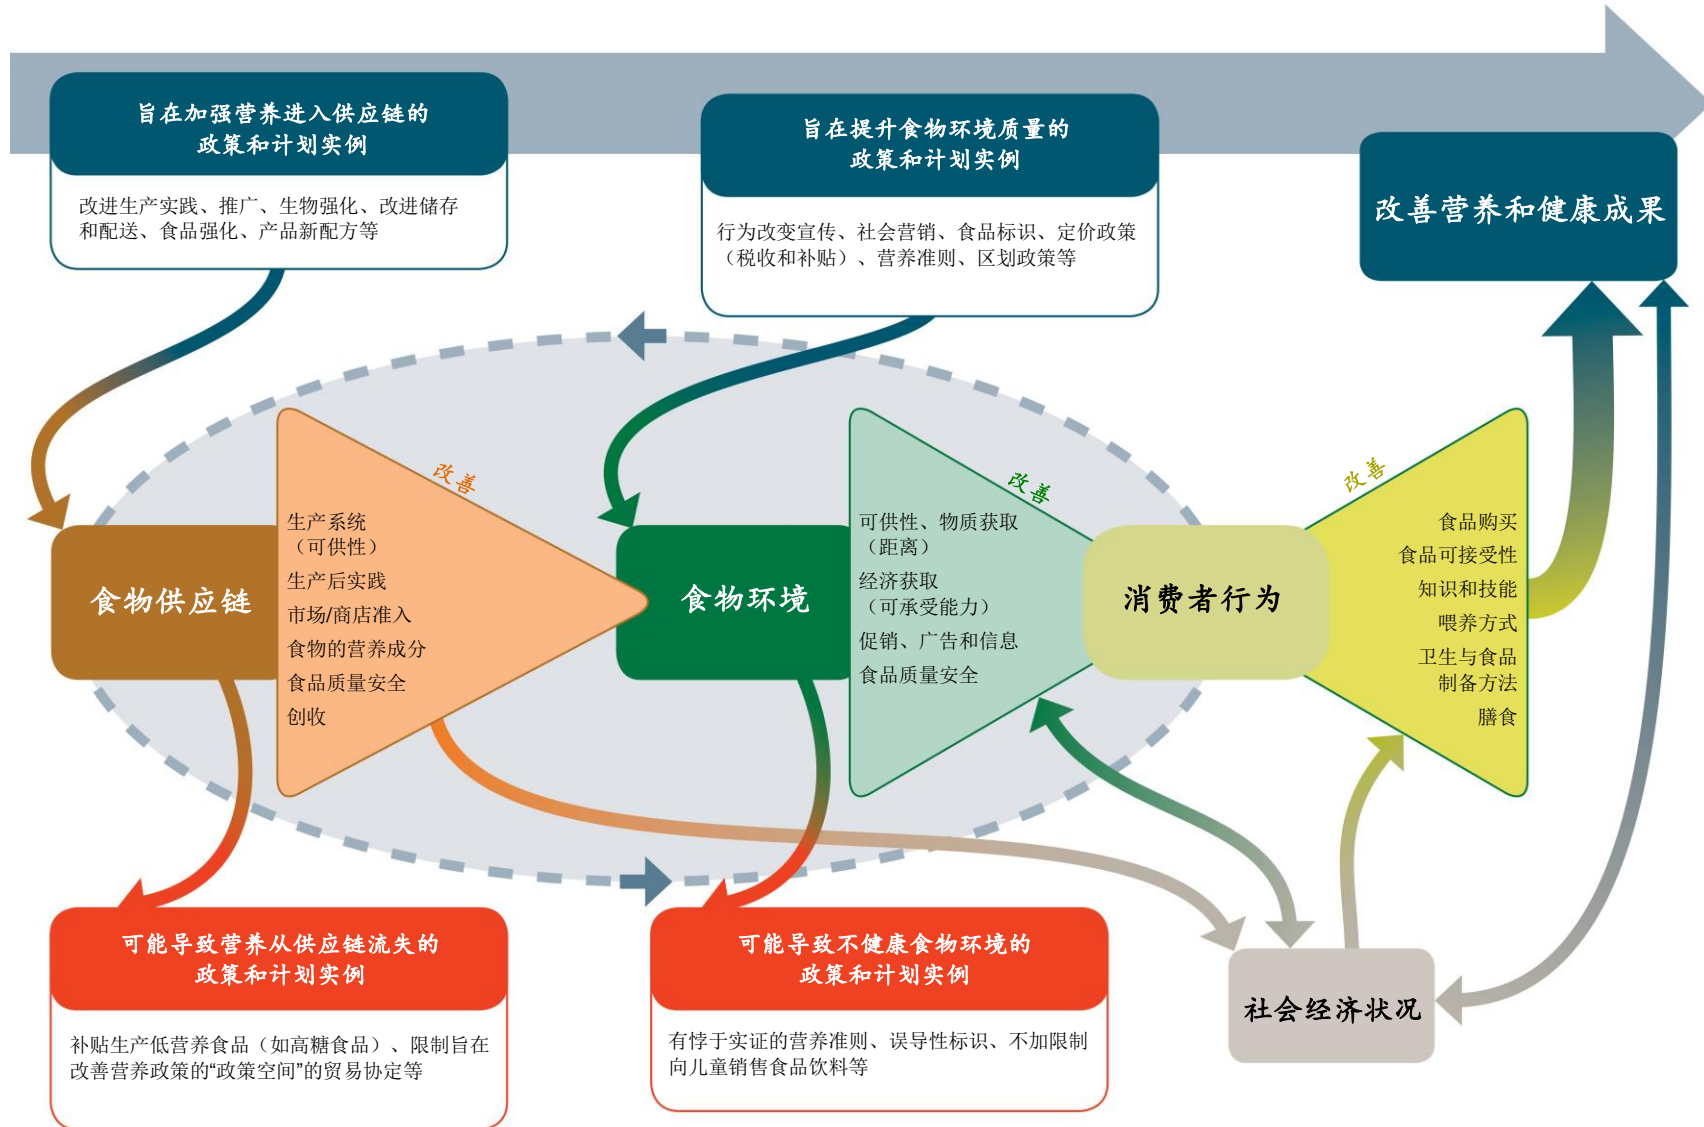 旨在加强营养进入供应链的
政策和计划实例
改进生产实践、推广、生物强化、改进储存
和配送、食品强化、产品新配方等
旨在提升食物环境质量的
政策和计划实例
行为改变宣传、社会营销、食品标识、定价政策
（税收和补贴）、营养准则、区划政策等
改善营养和健康成果
食物供应链
改善
生产系统
（可供性）
生产后实践
市场/商店准入
食物的营养成分
食品质量安全
创收
食物环境
改善
可供性、物质获取
（距离）
经济获取
（可承受能力）
促销、广告和信息
食品质量安全
消费者行为
改善
食品购买
食品可接受性
知识和技能
喂养方式
卫生与食品
制备方法
膳食
可能导致营养从供应链流失的
政策和计划实例
补贴生产低营养食品（如高糖食品）、限制旨在
改善营养政策的“政策空间”的贸易协定等
可能导致不健康食物环境的
政策和计划实例
有悖于实证的营养准则、误导性标识、不加限制
向儿童销售食品饮料等
社会经济状况